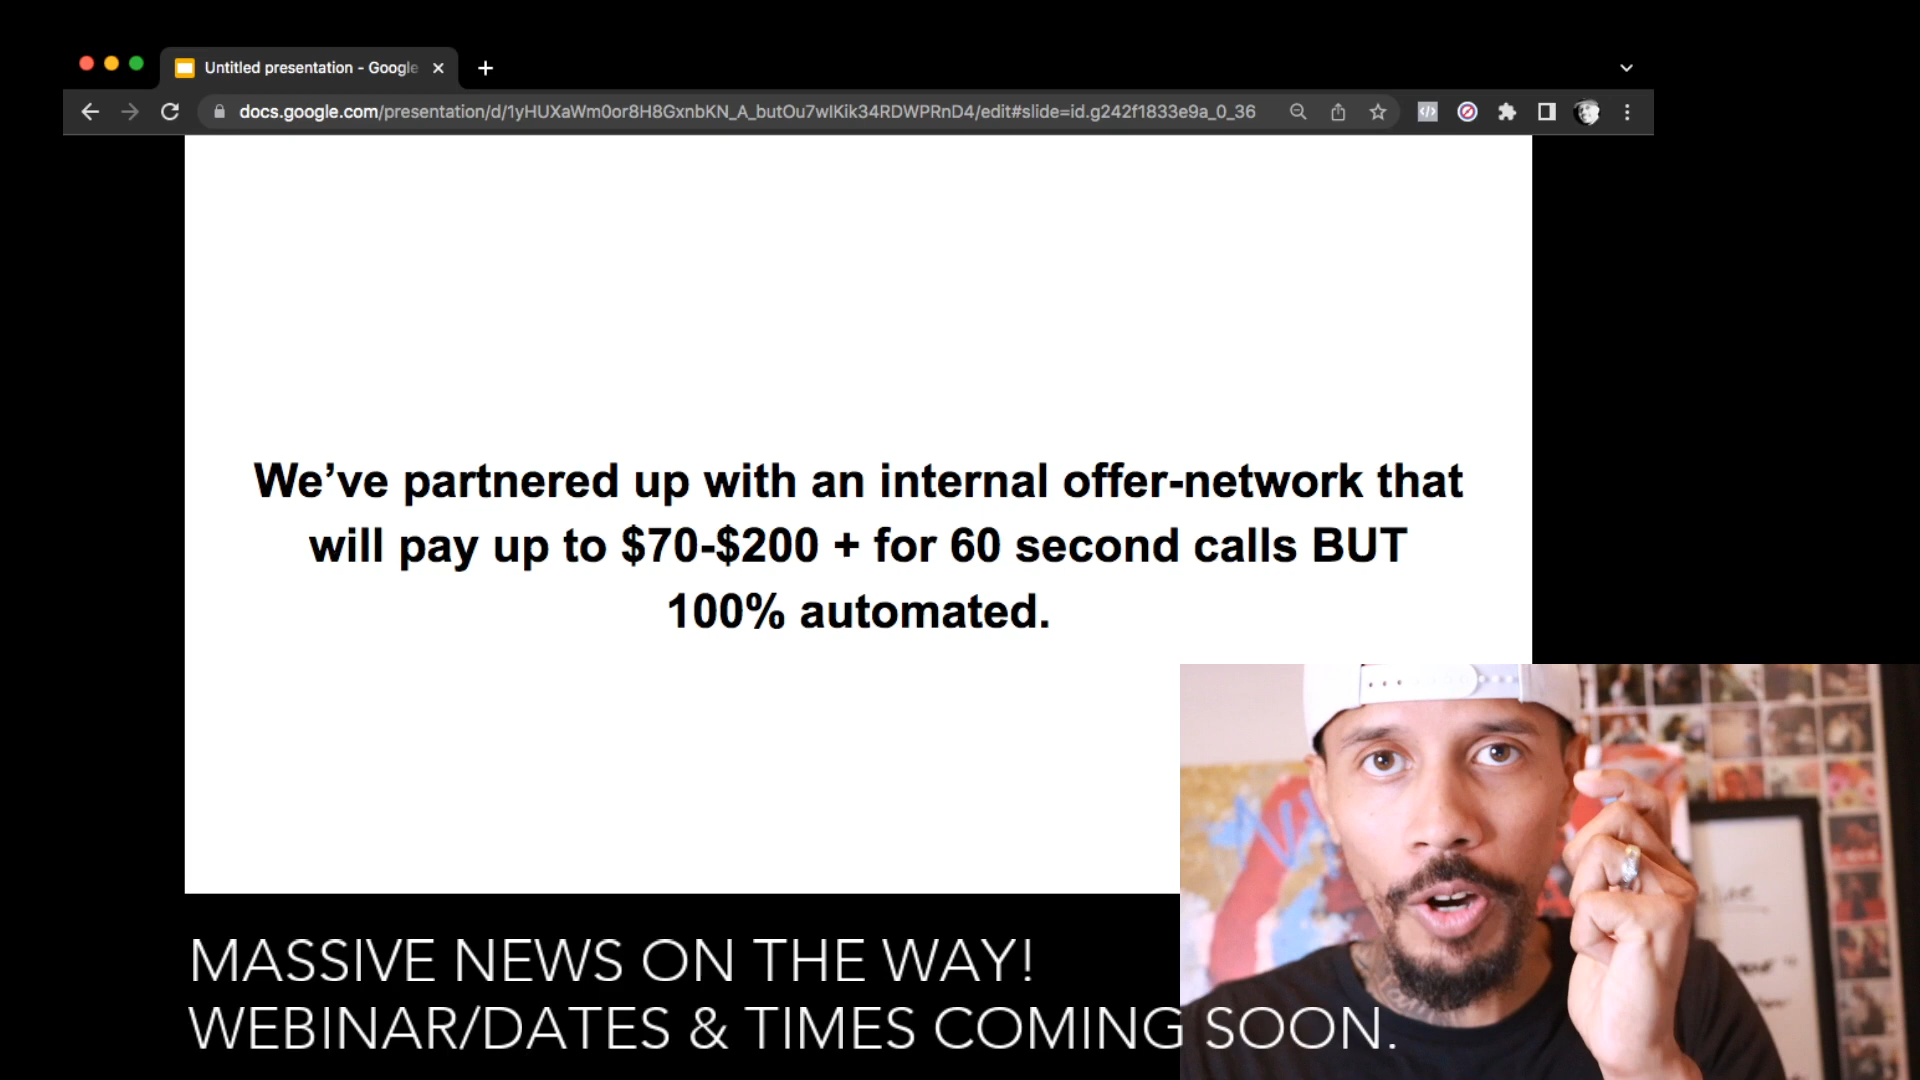 Untitled presentation - Google
docs.google.com/presentation/d/1yHUXaWm0or8H8GxnbKN_A_butOu7wlKik34RDWPRnD4/edit#slide=id.g242f1833e9a_0_36
We’ve partnered up with an internal offer-network that
will pay up to $70-$200 + for 60 second calls BUT
100% automated.
MASSIVE NEWS ON THE WAY!
WEBINAR/DATES & TIMES COMING SOON.